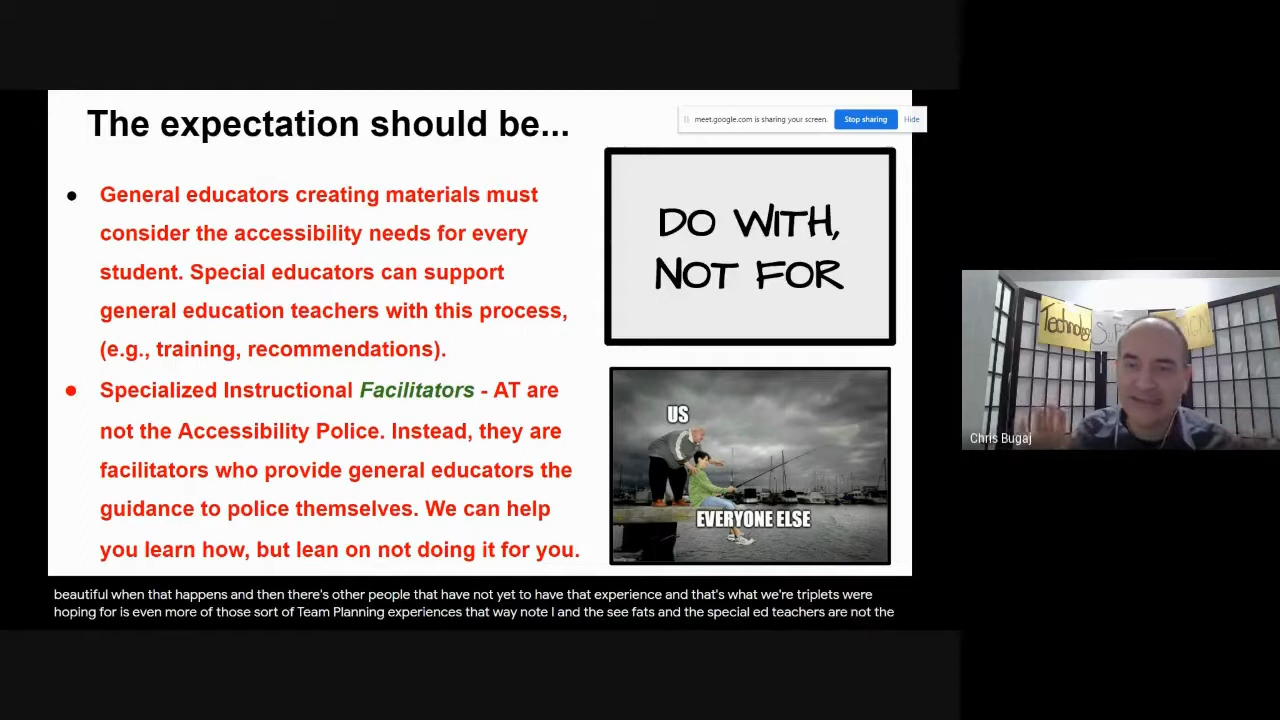 The expectation should be...
meet.google.com is sharing your screen.
Stop sharing
Hide
General educators creating materials must
consider the accessibility needs for every
student. Special educators can support
general education teachers with this process,
(e.g., training, recommendations).
Specialized Instructional Facilitators - AT are
not the Accessibility Police. Instead, they are
facilitators who provide general educators the
guidance to police themselves. We can help
you learn how, but lean on not doing it for you.
DO WITH,
NOT FOR
US
EVERYONE ELSE
Technology
Chris Bugaj
beautiful when that happens and then there's other people that have not yet to have that experience and that's what we're triplets were
hoping for is even more of those sort of Team Planning experiences that way note I and the see fats and the special ed teachers are not the